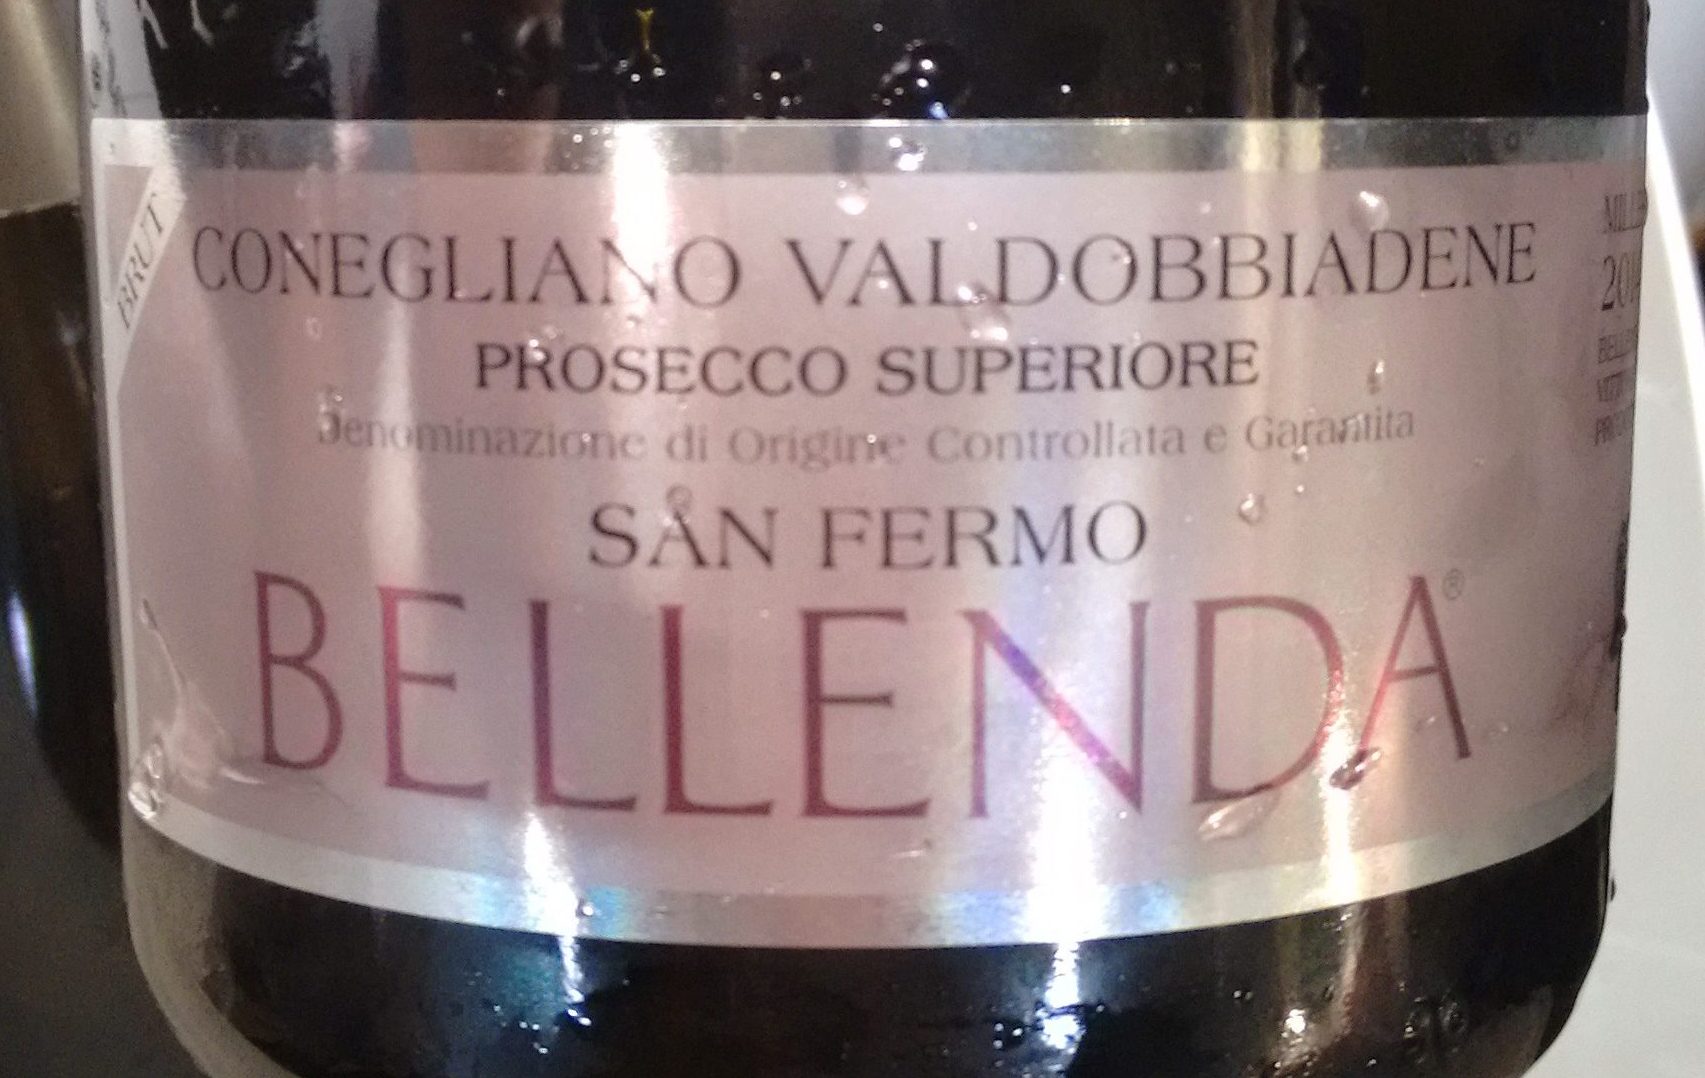 BRUT
CONEGLIANO VALDOBBIADENE
PROSECCO SUPERIORE
Denominazione di Origine Controllata e Garantita
SAN FERMO
BELLENDA®